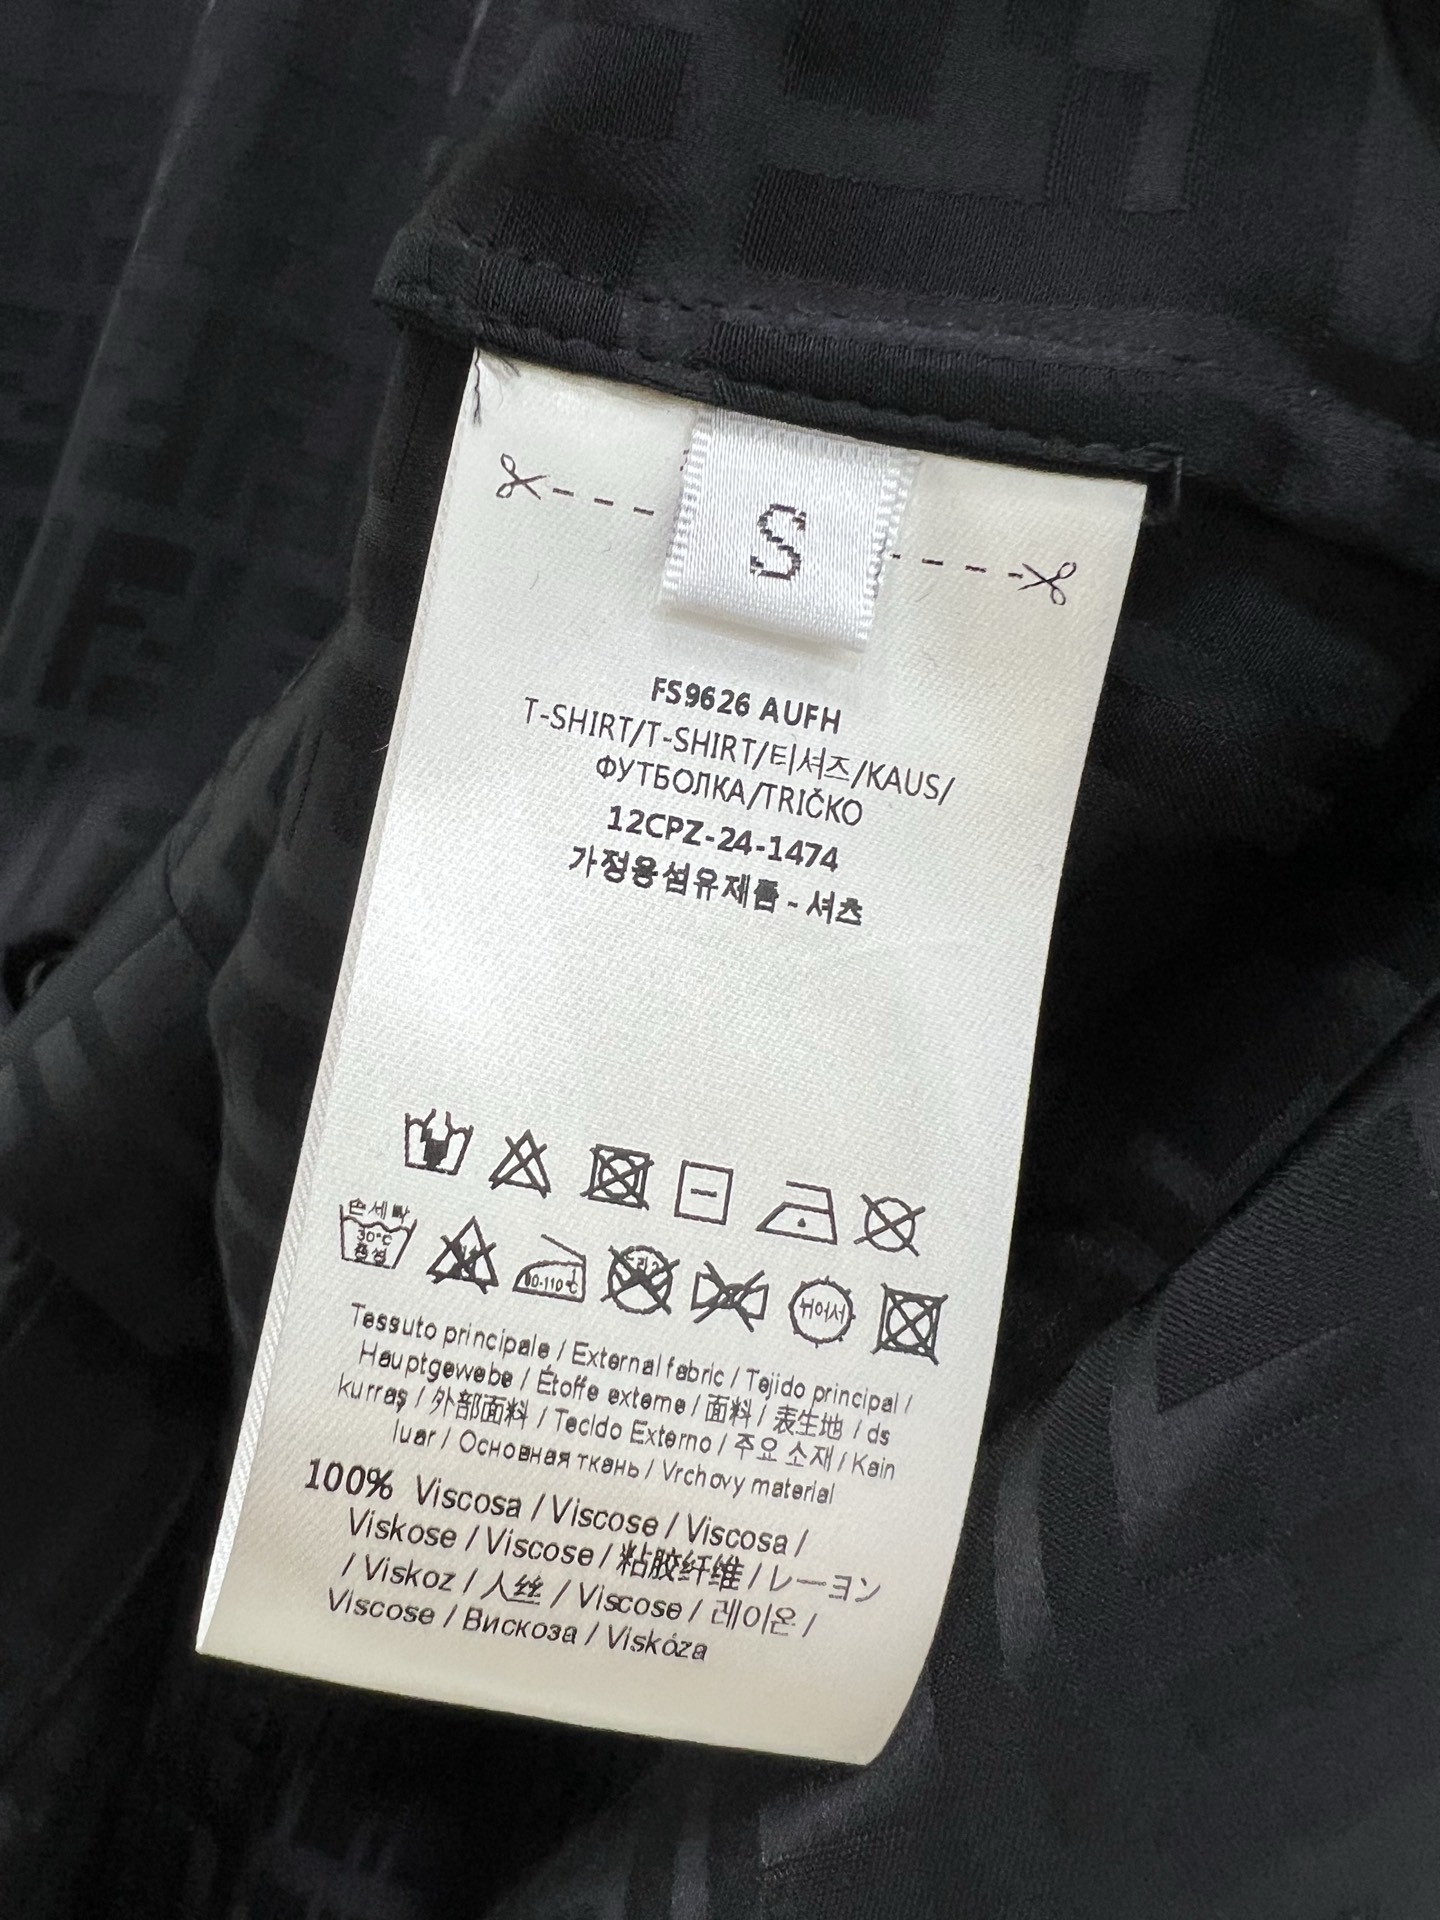 S
FS9626 AUFH
T-SHIRT/T-SHIRT/티셔츠/KAUS/
ФУТБОЛКА/TRIČKO
12CPZ-24-1474
가정용섬유제품 - 셔츠
손세탁
30°C
중성
뉘어서
Tessuto principale / External fabric / Tejido principal /
Hauptgewebe / Étoffe externe / 面料 / 表生地 / ds
kurraş / 外部面料 / Tecido Externo / 주요 소재 / Kain
luar / Основная ткань / Vrchovy material
100% Viscosa / Viscose / Viscosa /
Viskose / Viscose / 粘胶纤维 / レーヨン
/ Viskoz / 人丝 / Viscose / 레이온 /
Viscose / Вискоза / Viskóza